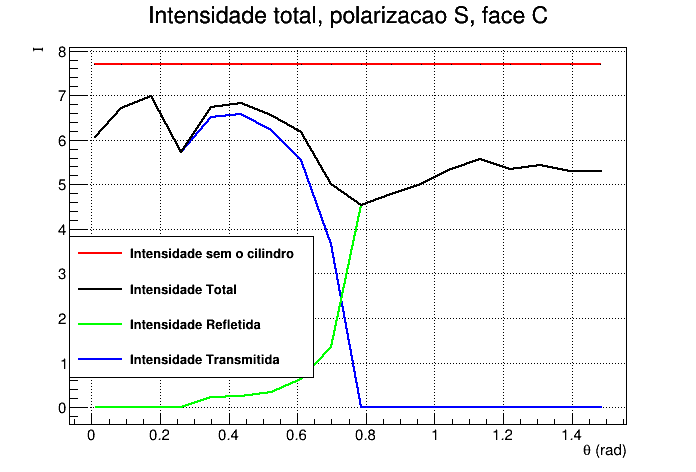 Intensidade total, polarizacao S, face C
I
8
7
6
5
4
3
2
1
0
Intensidade sem o cilindro
Intensidade Total
Intensidade Refletida
Intensidade Transmitida
0 0.2 0.4 0.6 0.8 1 1.2 1.4
θ (rad)